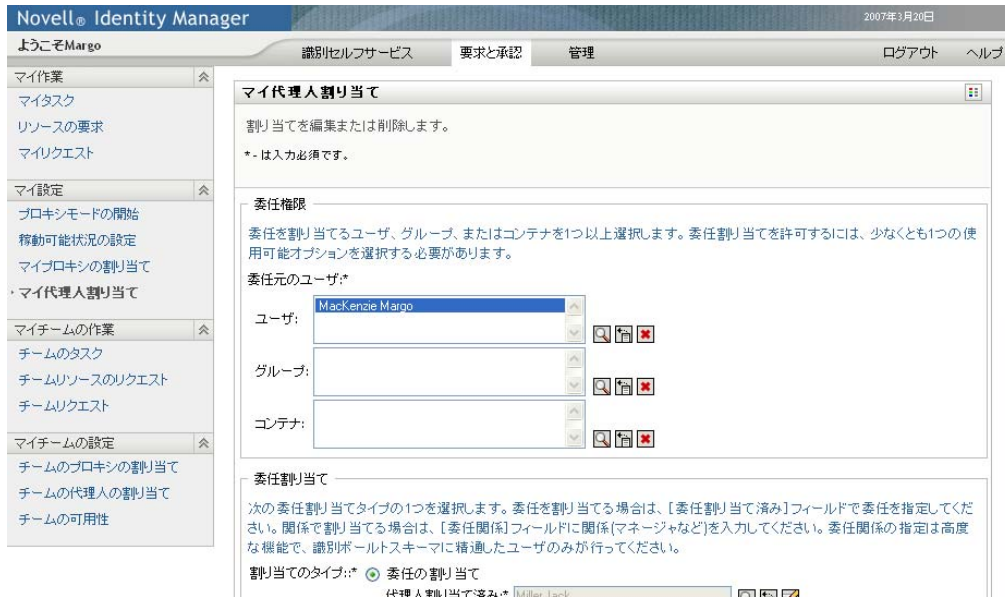 Novell® Identity Manager
2007年3月20日
ようこそMargo
識別セルフサービス 要求と承認 管理 ログアウト ヘルプ
マイ作業
マイタスク
リソースの要求
マイリクエスト
マイ設定
プロキシモードの開始
稼動可能状況の設定
マイプロキシの割り当て
マイ代理人割り当て
マイチームの作業
チームのタスク
チームリソースのリクエスト
チームリクエスト
マイチームの設定
チームのプロキシの割り当て
チームの代理人の割り当て
チームの可用性
マイ代理人割り当て
割り当てを編集または削除します。
*- は入力必須です。
委任権限
委任を割り当てるユーザ、グループ、またはコンテナを1つ以上選択します。委任割り当てを許可するには、少なくとも1つの使
用可能オプションを選択する必要があります。
委任元のユーザ:*
ユーザ:
MacKenzie Margo
グループ:
コンテナ:
委任割り当て
次の委任割り当てタイプの1つを選択します。委任を割り当てる場合は、[委任割り当て済み]フィールドで委任を指定してくだ
さい。関係で割り当てる場合は、[委任関係]フィールドに関係(マネージャなど)を入力してください。委任関係の指定は高度
な機能で、識別ボールトスキーマに精通したユーザのみが行ってください。
割り当てのタイプ::* 委任の割り当て
代理人割り当て済み:* Miller Jack